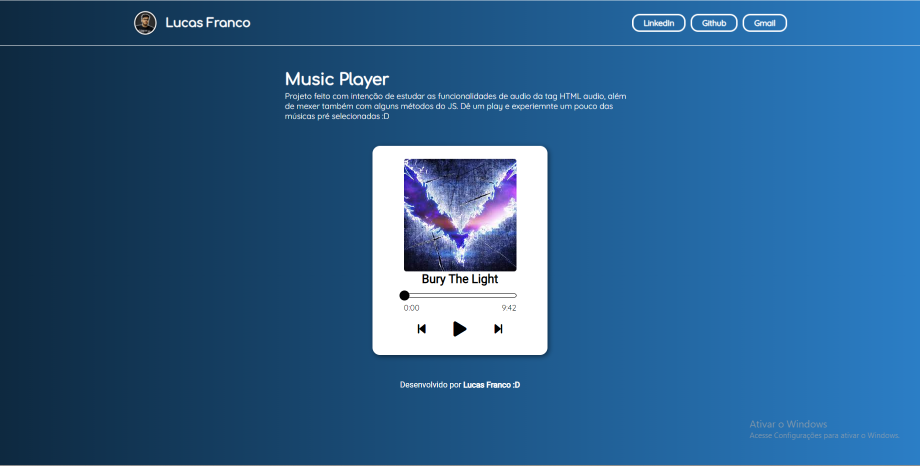 Lucas Franco
LinkedIn
Github
Gmail
Music Player
Projeto feito com intenção de estudar as funcionalidades de audio da tag HTML audio, além
de mexer também com alguns métodos do JS. Dê um play e experiemnte um pouco das
músicas pré selecionadas :D
Bury The Light
0:00
9:42
Desenvolvido por Lucas Franco :D
Ativar o Windows
Acesse Configurações para ativar o Windows.